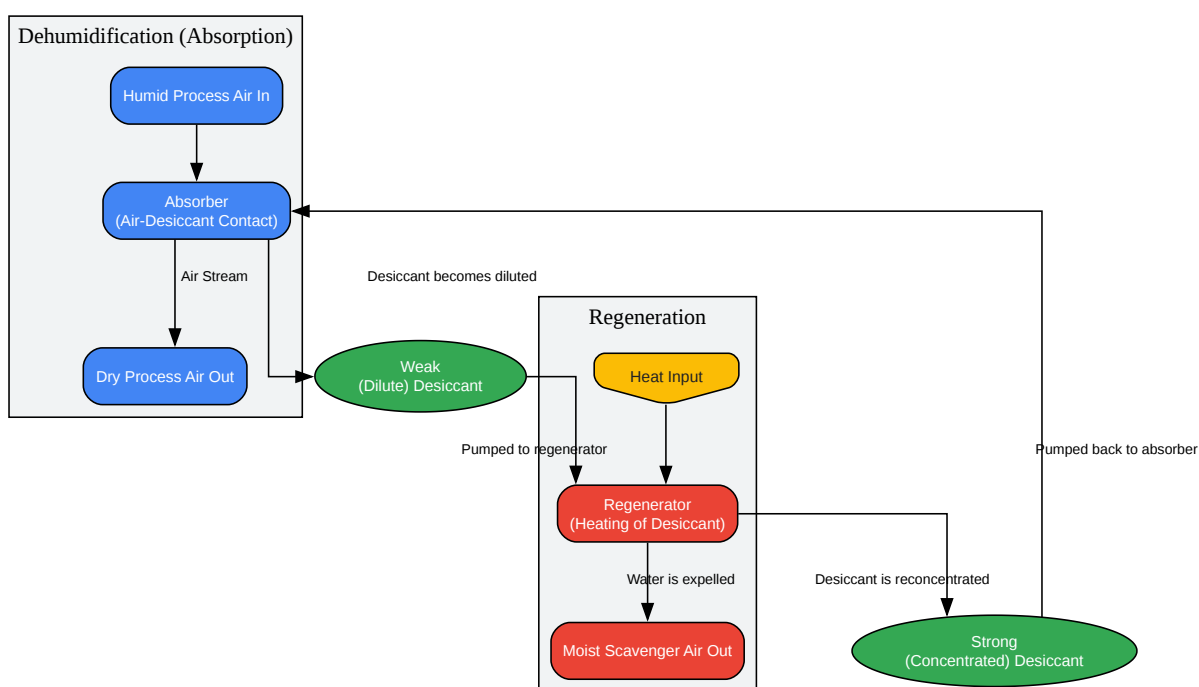 Dehumidification (Absorption)
Humid Process Air In
Absorber
(Air-Desiccant Contact)
Air Stream
Desiccant becomes diluted
Regeneration
Dry Process Air Out
Weak
(Dilute) Desiccant
Heat Input
Pumped to regenerator
Pumped back to absorber
Regenerator
(Heating of Desiccant)
Water is expelled
Desiccant is reconcentrated
Moist Scavenger Air Out
Strong
(Concentrated) Desiccant